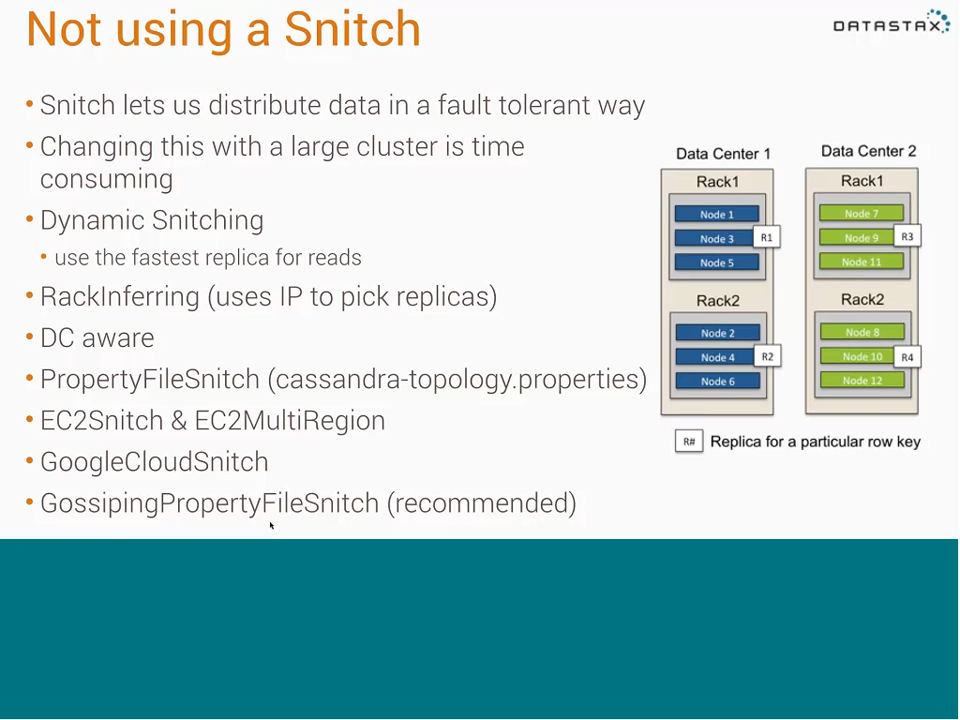 Not using a Snitch
DATASTAX
• Snitch lets us distribute data in a fault tolerant way
• Changing this with a large cluster is time
consuming
• Dynamic Snitching
• use the fastest replica for reads
• RackInferring (uses IP to pick replicas)
• DC aware
• PropertyFileSnitch (cassandra-topology.properties)
• EC2Snitch & EC2MultiRegion
• GoogleCloudSnitch
• GossipingPropertyFileSnitch (recommended)
Data Center 1
Rack1
Node 1
Node 3
R1
Node 5
Rack2
Node 2
Node 4
R2
Node 6
Data Center 2
Rack1
Node 7
Node 9
R3
Node 11
Rack2
Node 8
Node 10
R4
Node 12
R# Replica for a particular row key